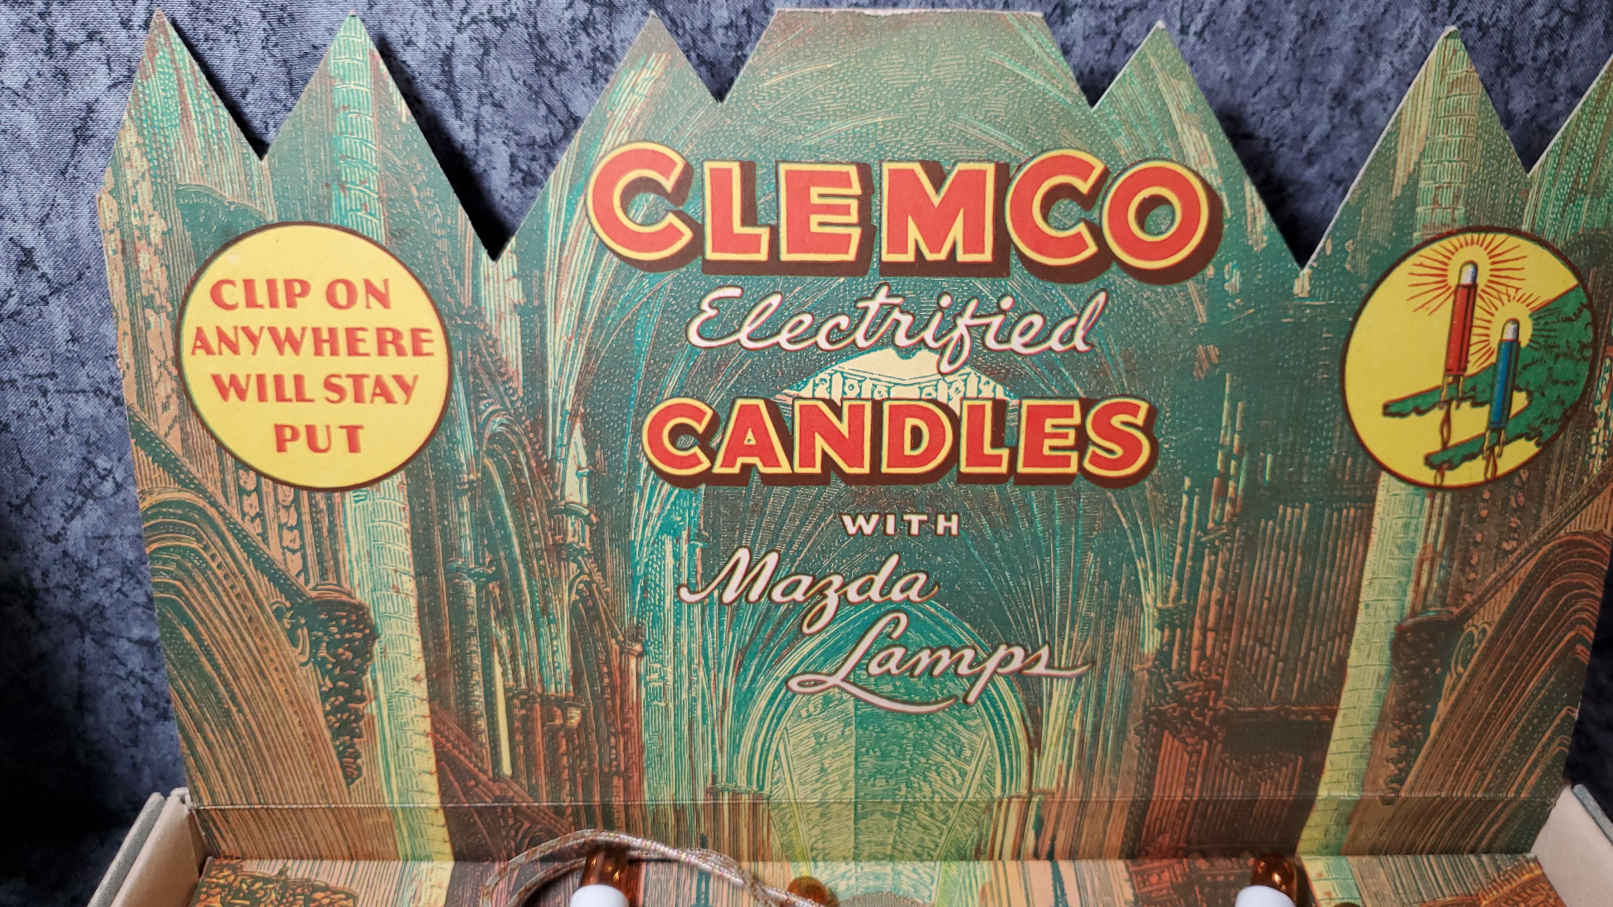 CLEMCO
Electrified
CANDLES
WITH
Mazda
Lamps
CLIP ON
ANYWHERE
WILL STAY
PUT